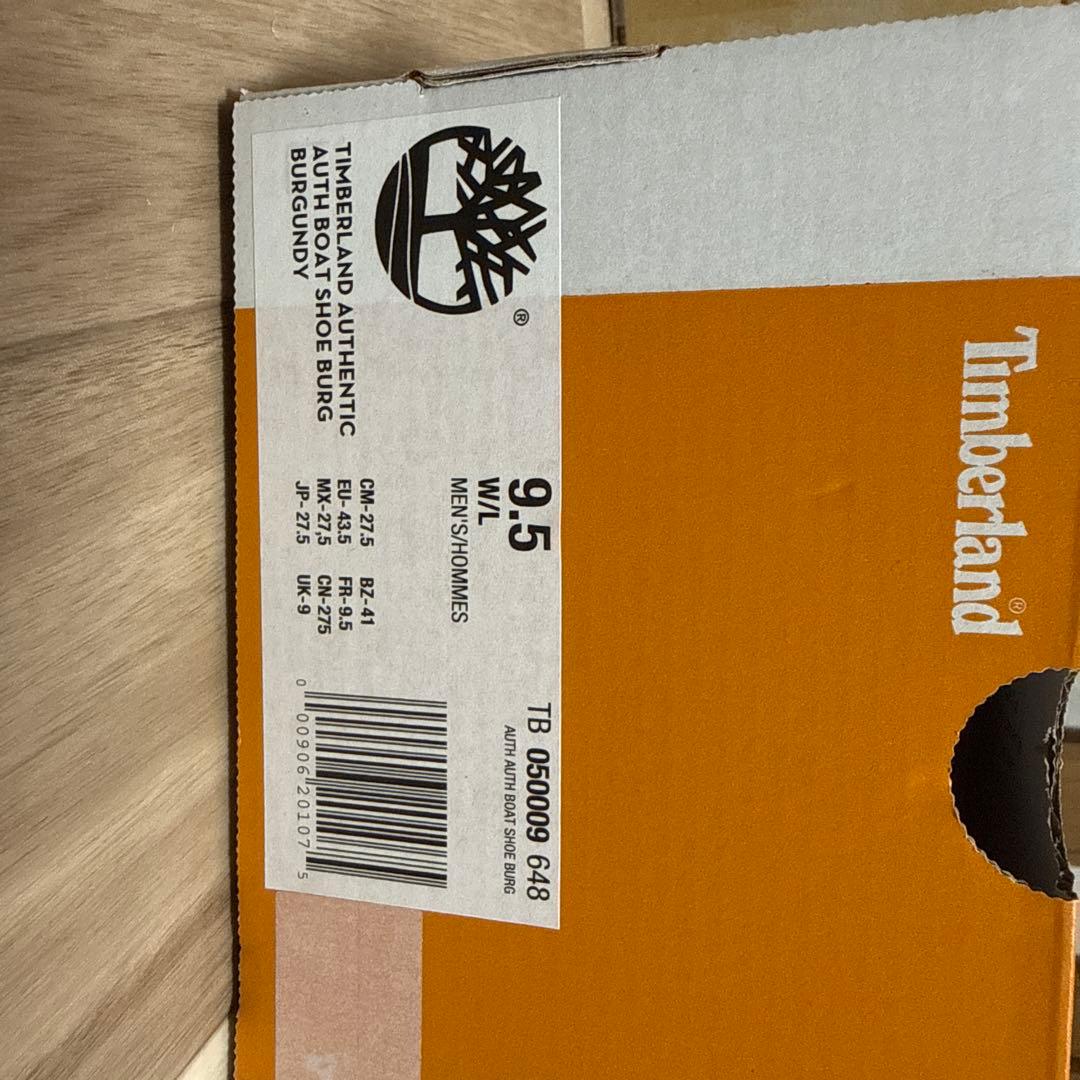 Timberland®
®
TIMBERLAND AUTHENTIC
AUTH BOAT SHOE BURG
BURGUNDY
9.5
W/L
MEN'S/HOMMES
CM-27.5 BZ-41
EU-43.5 FR-9.5
MX-27,5 CN-275
JP-27.5 UK-9
TB 050009 648
AUTH AUTH BOAT SHOE BURG
0 00906 20107 5